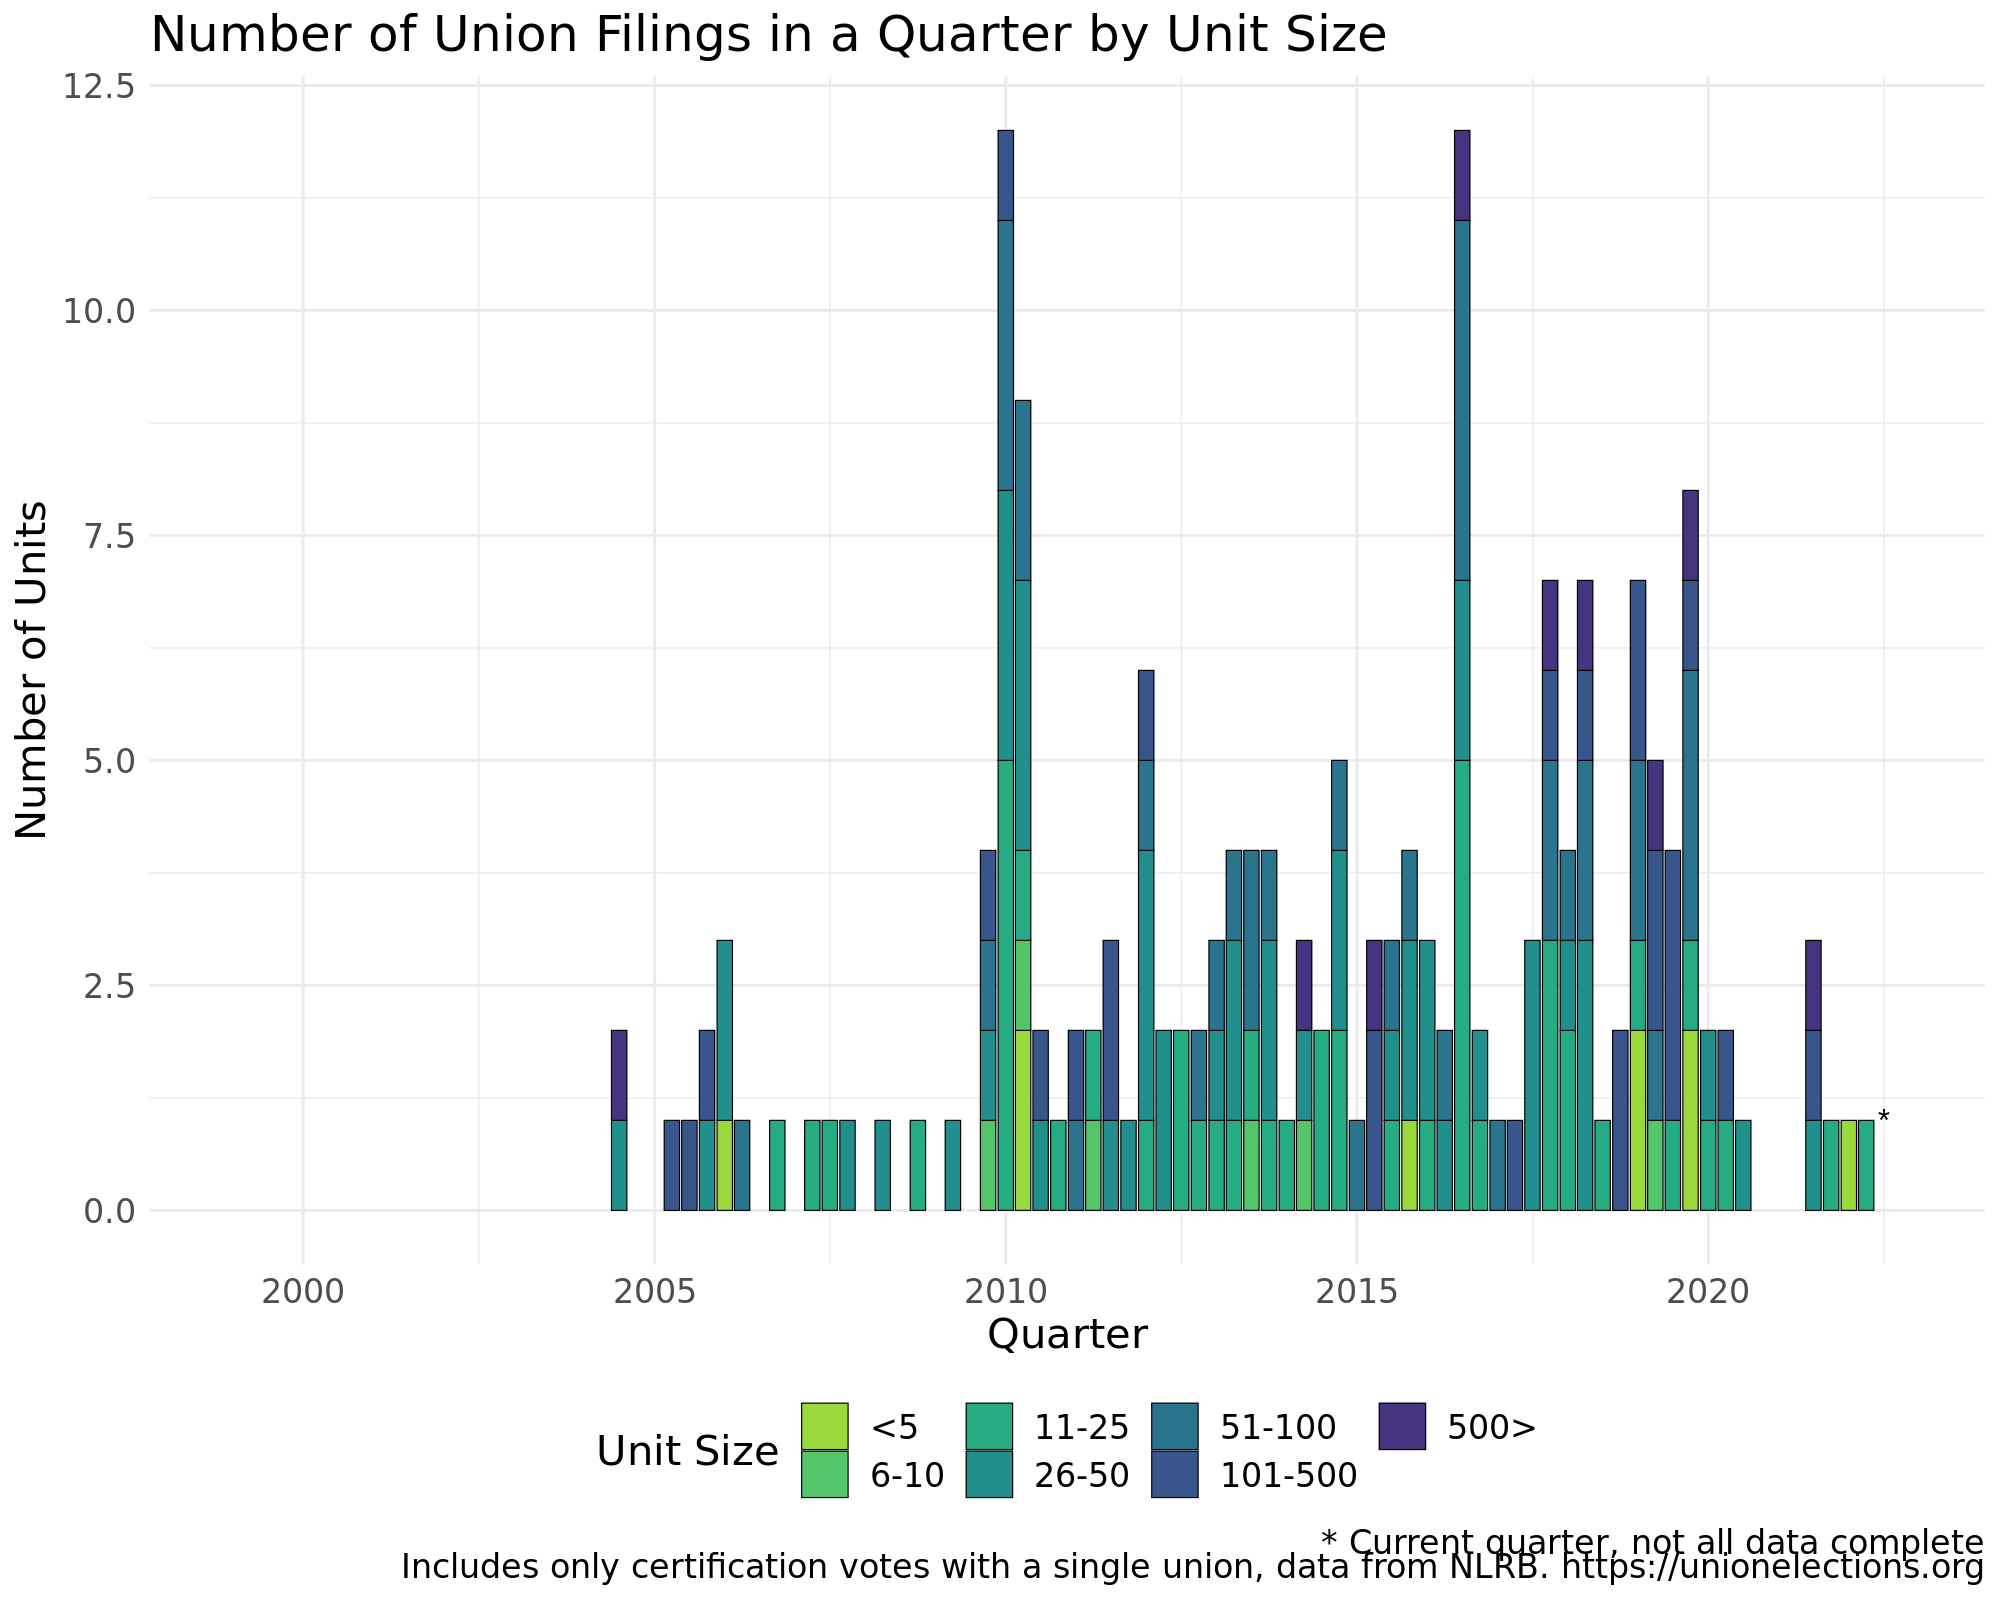 Number of Union Filings in a Quarter by Unit Size
12.5
10.0
7.5
5.0
2.5
0.0
Number of Units
*
2000 2005 2010 2015 2020
Quarter
Unit Size
<5 11-25 51-100 500>
6-10 26-50 101-500
* Current quarter, not all data complete
Includes only certification votes with a single union, data from NLRB. https://unionelections.org